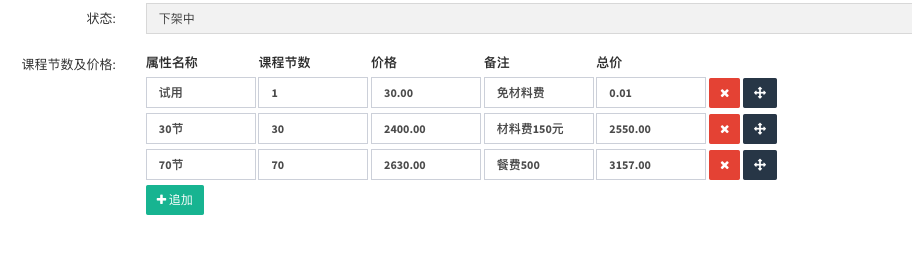 状态: 下架中
课程节数及价格: 属性名称 课程节数 价格 备注 总价
试用 1 30.00 免材料费 0.01
30节 30 2400.00 材料费150元 2550.00
70节 70 2630.00 餐费500 3157.00
追加